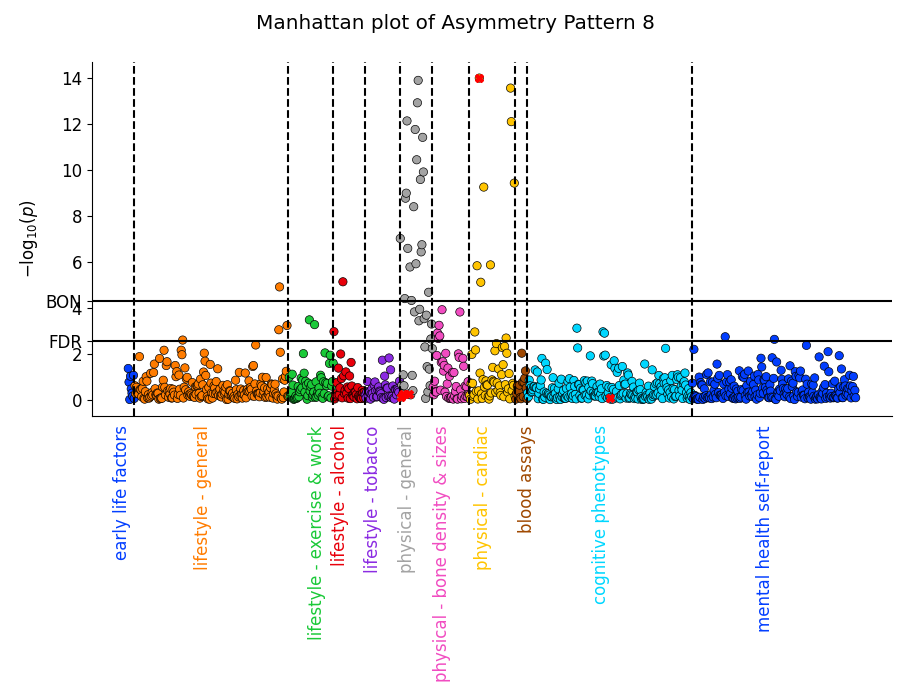 Manhattan plot of Asymmetry Pattern 8
−log10(p)
14
12
10
8
6
BON
4
FDR
2
0
early life factors
lifestyle - general
lifestyle - exercise & work
lifestyle - alcohol
lifestyle - tobacco
physical - general
physical - bone density & sizes
physical - cardiac
blood assays
cognitive phenotypes
mental health self-report